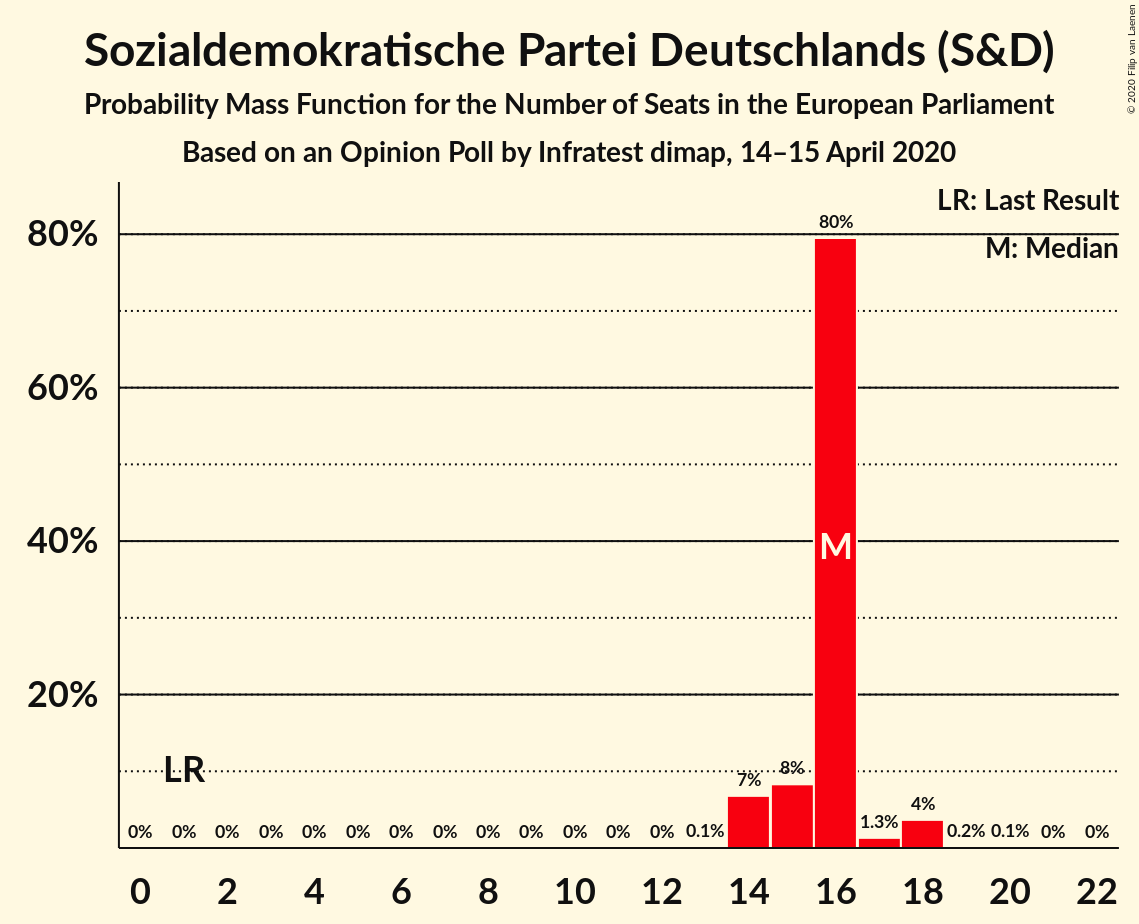 Sozialdemokratische Partei Deutschlands (S&D)
Probability Mass Function for the Number of Seats in the European Parliament
Based on an Opinion Poll by Infratest dimap, 14–15 April 2020
© 2020 Filip van Laenen
LR: Last Result
M: Median
80%
60%
40%
20%
80%
M
LR
0% 0% 0% 0% 0% 0% 0% 0% 0% 0% 0% 0% 0% 0.1% 7% 8% 1.3% 4% 0.2% 0.1% 0% 0%
0 2 4 6 8 10 12 14 16 18 20 22